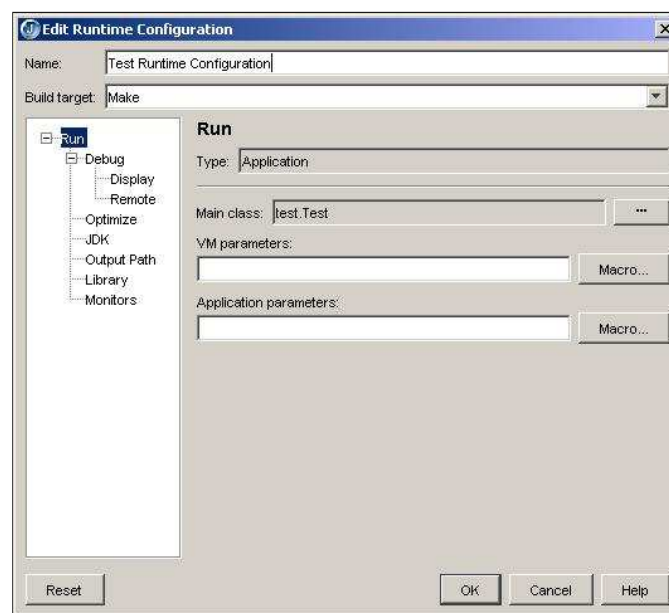 Edit Runtime Configuration
Name: Test Runtime Configuration
Build target: Make
Run
Debug
Display
Remote
Optimize
JDK
Output Path
Library
Monitors
Run
Type: Application
Main class: test.Test ...
VM parameters:
Macro...
Application parameters:
Macro...
Reset OK Cancel Help